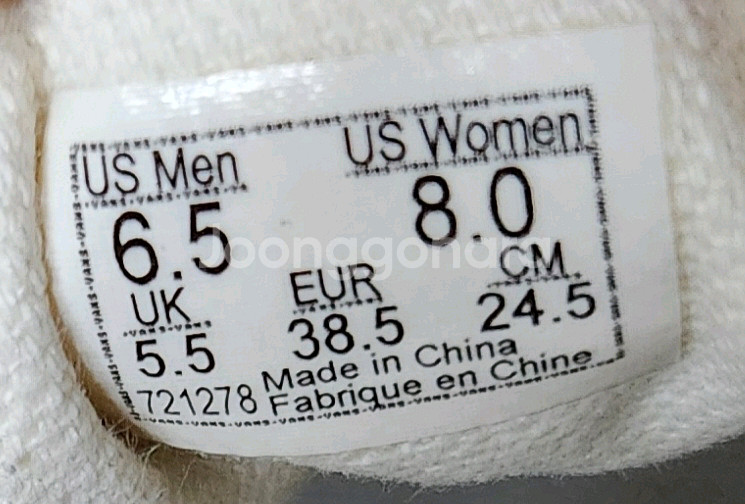 US Men US Women
6.5 8.0
UK EUR CM
5.5 38.5 24.5
721278 Made in China
Fabrique en Chine
Joonggonara